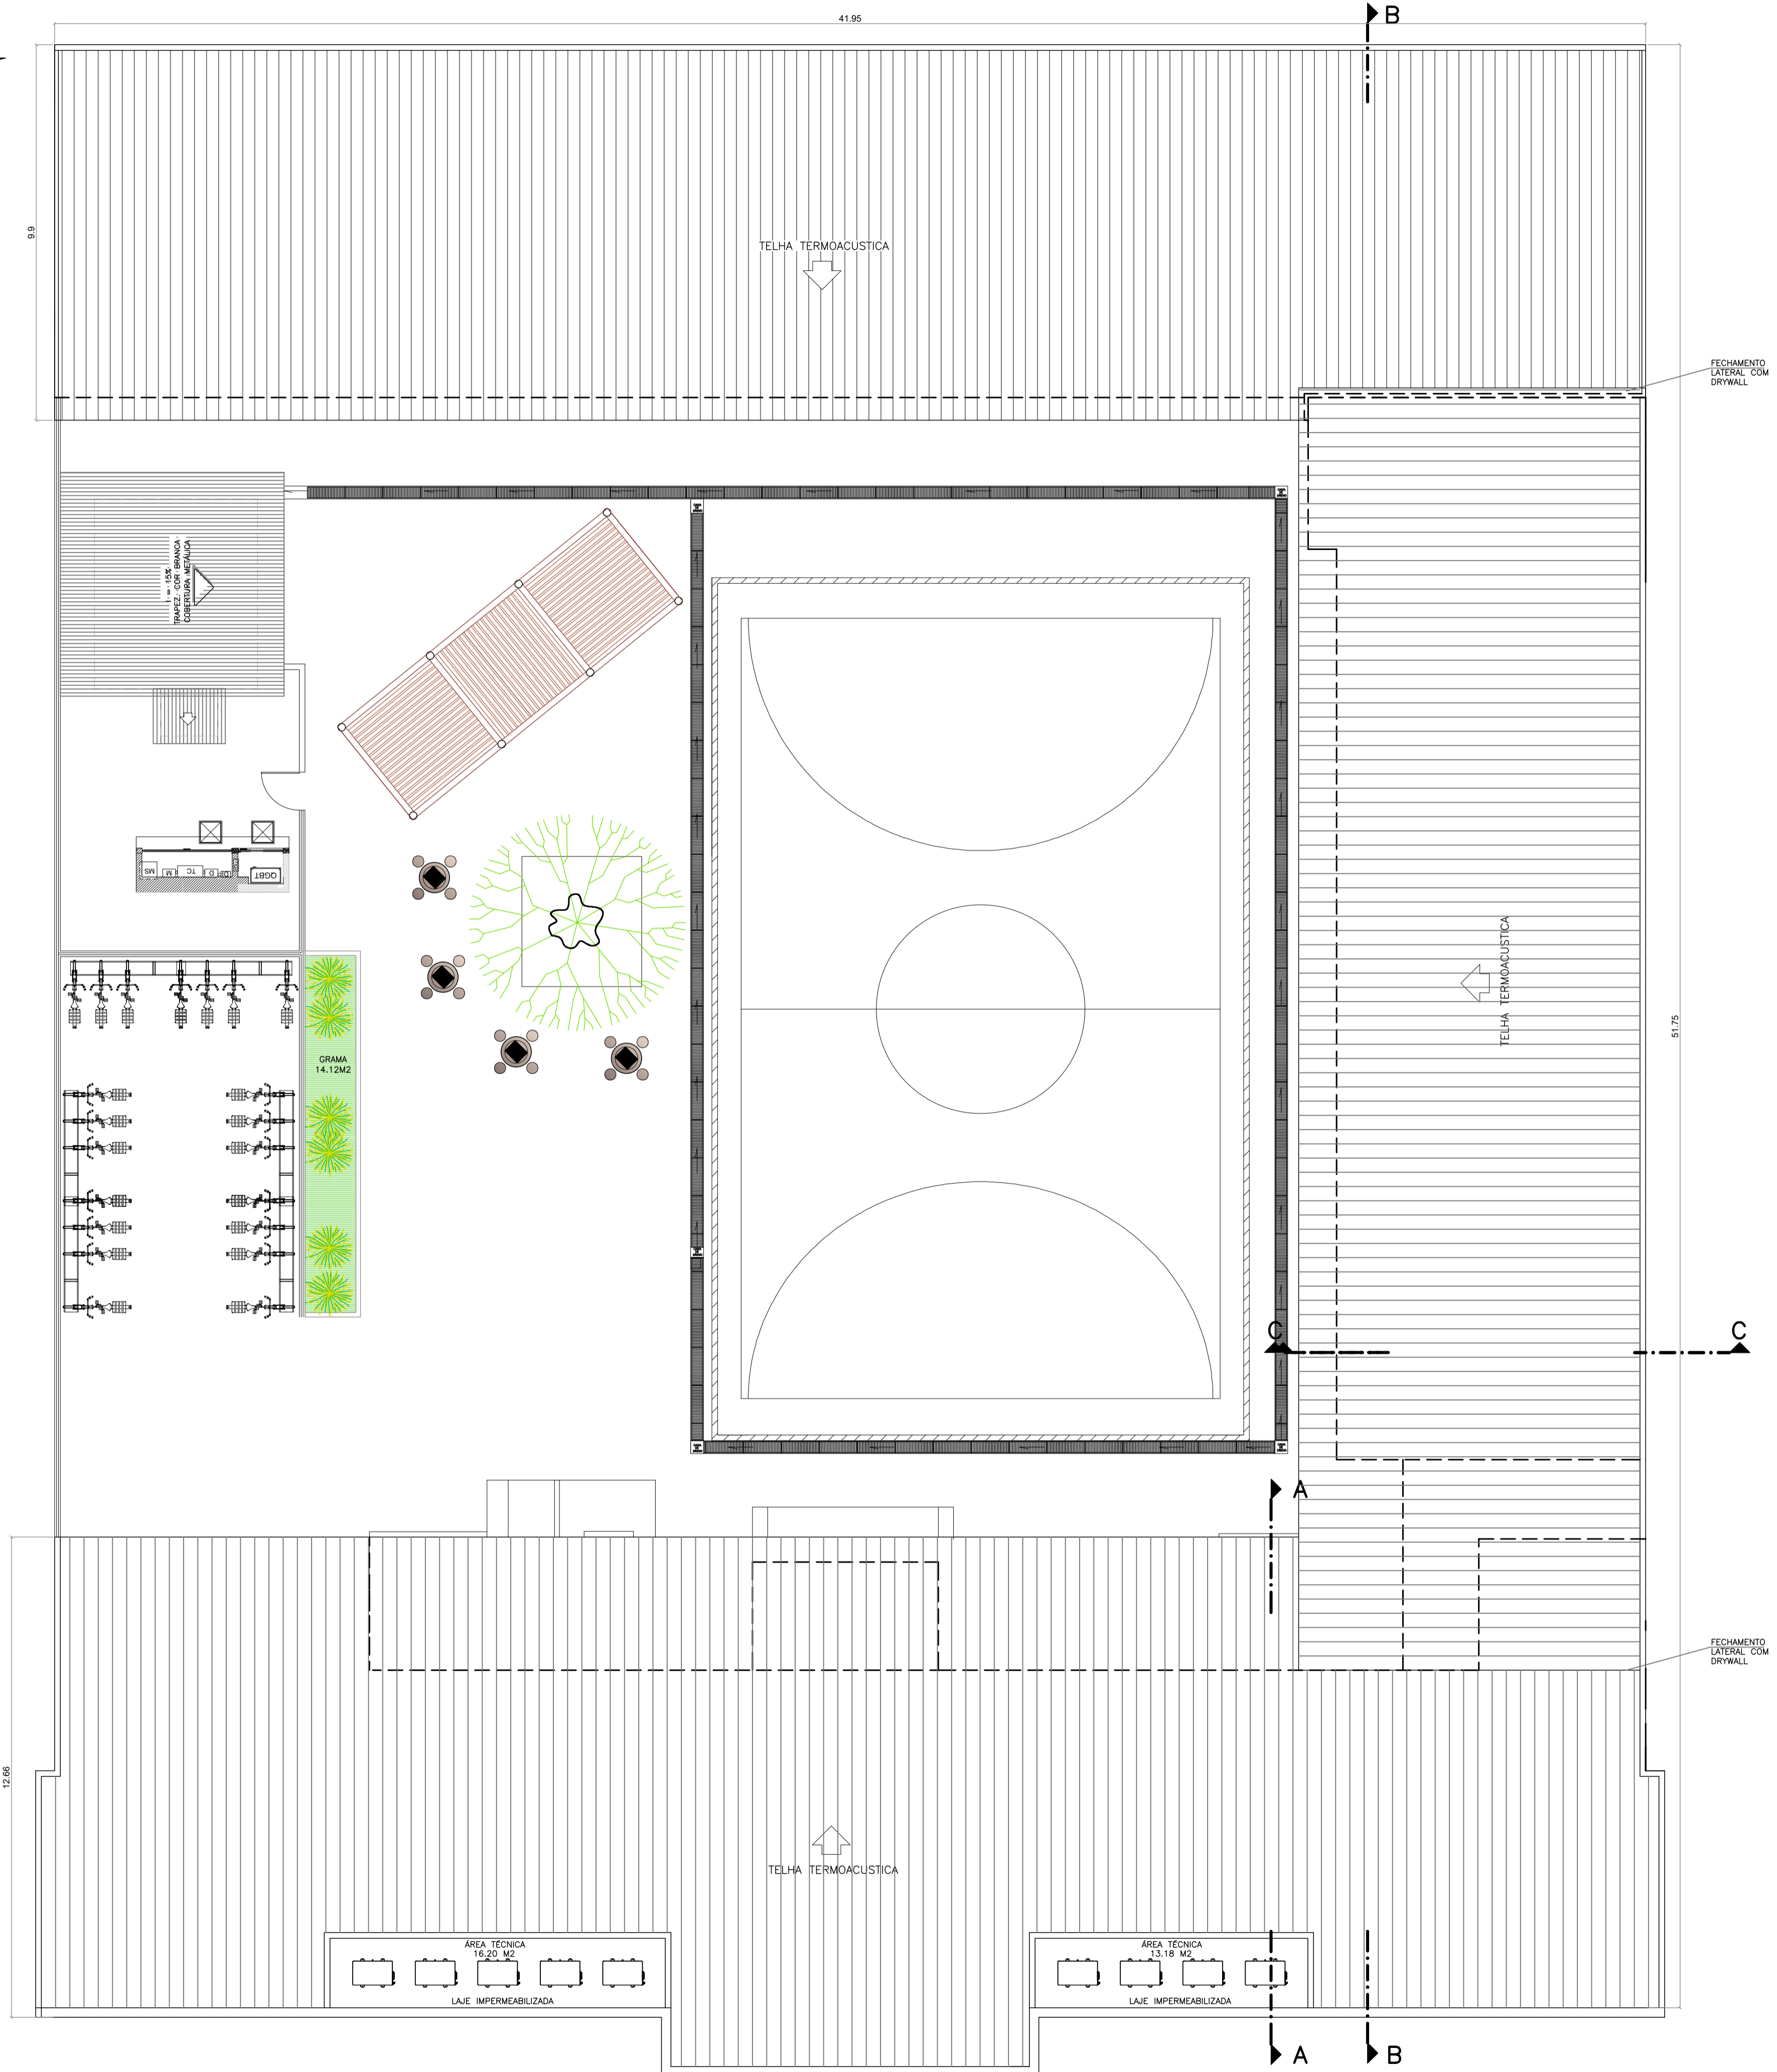 41.95
B
9.9
TELHA TERMOACUSTICA
FECHAMENTO
LATERAL COM
DRYWALL
i = 15%
TRAPEZ. COR BRANCA
COBERTURA METÁLICA
MS
M
TC
D
QGBT
GRAMA
14.12M2
TELHA TERMOACUSTICA
51.75
C
C
A
FECHAMENTO
LATERAL COM
DRYWALL
12.66
TELHA TERMOACUSTICA
ÁREA TÉCNICA
16.20 M2
LAJE IMPERMEABILIZADA
ÁREA TÉCNICA
13.18 M2
LAJE IMPERMEABILIZADA
A
B